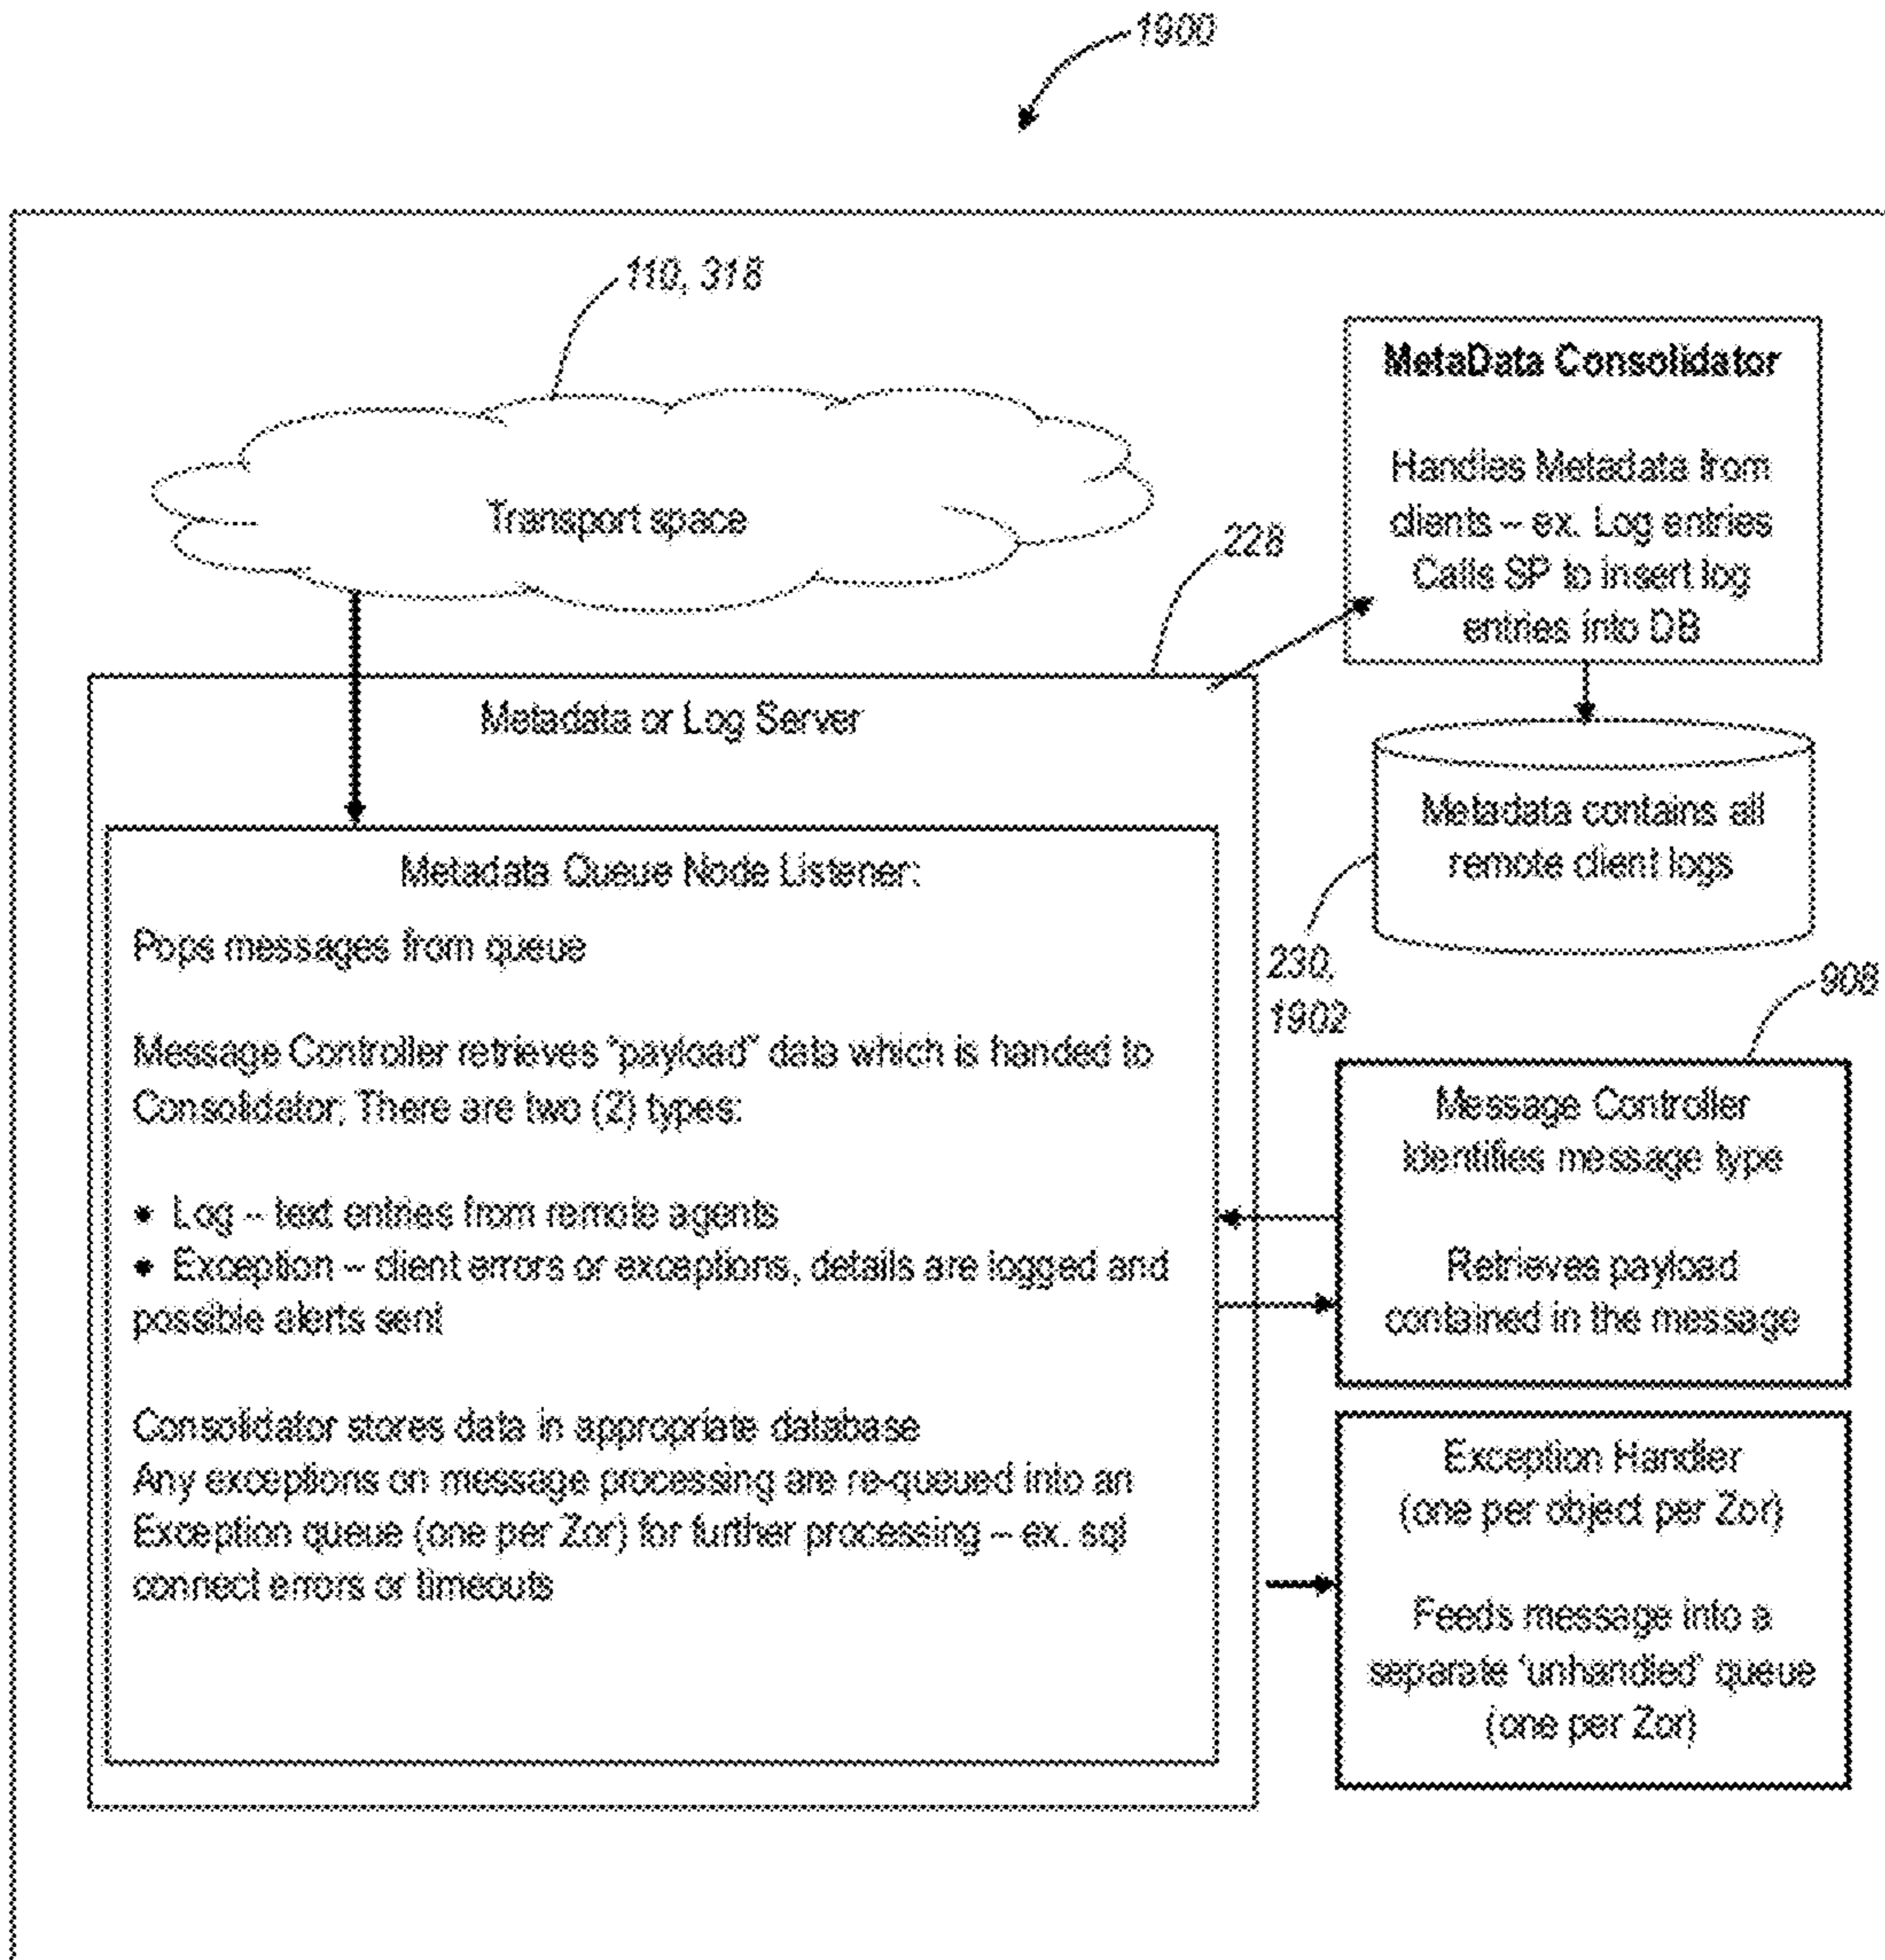 1900
110, 318
Transport space
MetaData Consolidator
Handles Metadata from
clients -- ex. Log entries
Calls SP to insert log
entries into DB
228
Metadata or Log Server
Metadata contains all
remote client logs
230,
1902
Metadata Queue Node Listener:
Pops messages from queue
Message Controller retrieves "payload" data which is handed to
Consolidator; There are two (2) types:
• Log -- text entries from remote agents
• Exception -- client errors or exceptions, details are logged and
possible alerts sent
Consolidator stores data in appropriate database
Any exceptions on message processing are re-queued into an
Exception queue (one per Zor) for further processing -- ex. sql
connect errors or timeouts
908
Message Controller
Identifies message type
Retrieves payload
contained in the message
Exception Handler
(one per object per Zor)
Feeds message into a
separate 'unhandled' queue
(one per Zor)